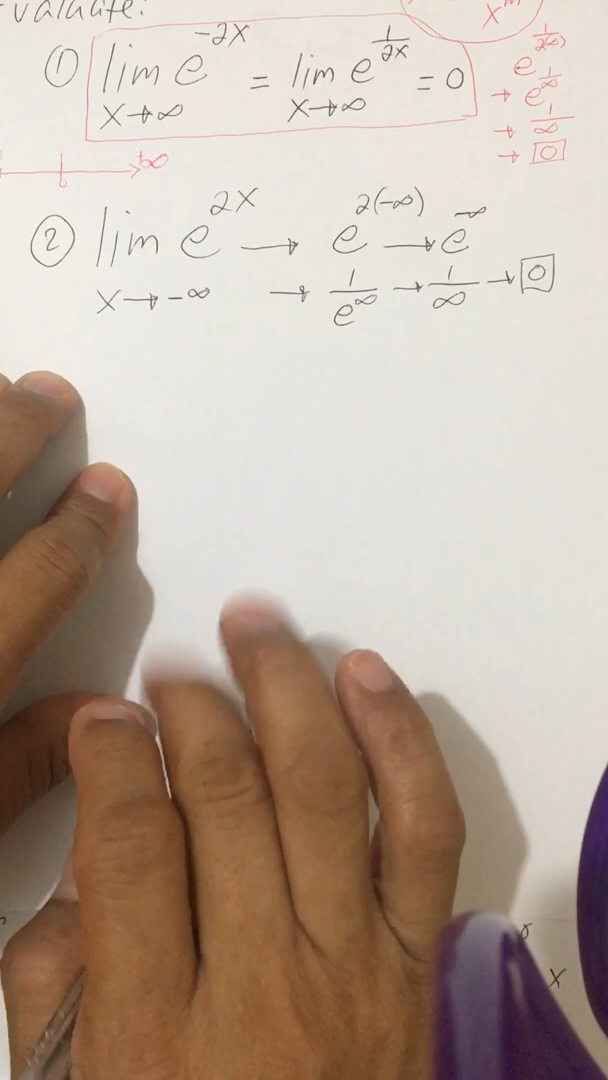 valuate:
xᵐ
① lim e^-2x = lim e^1/2x = 0
x→∞ x→∞
e^1/2(∞)
→ e^1/∞
→ 1/∞
→ 0
+∞
② lim e^2x → e^2(-∞) → e^-∞
x→-∞ → 1/e^∞ → 1/∞ → 0
x